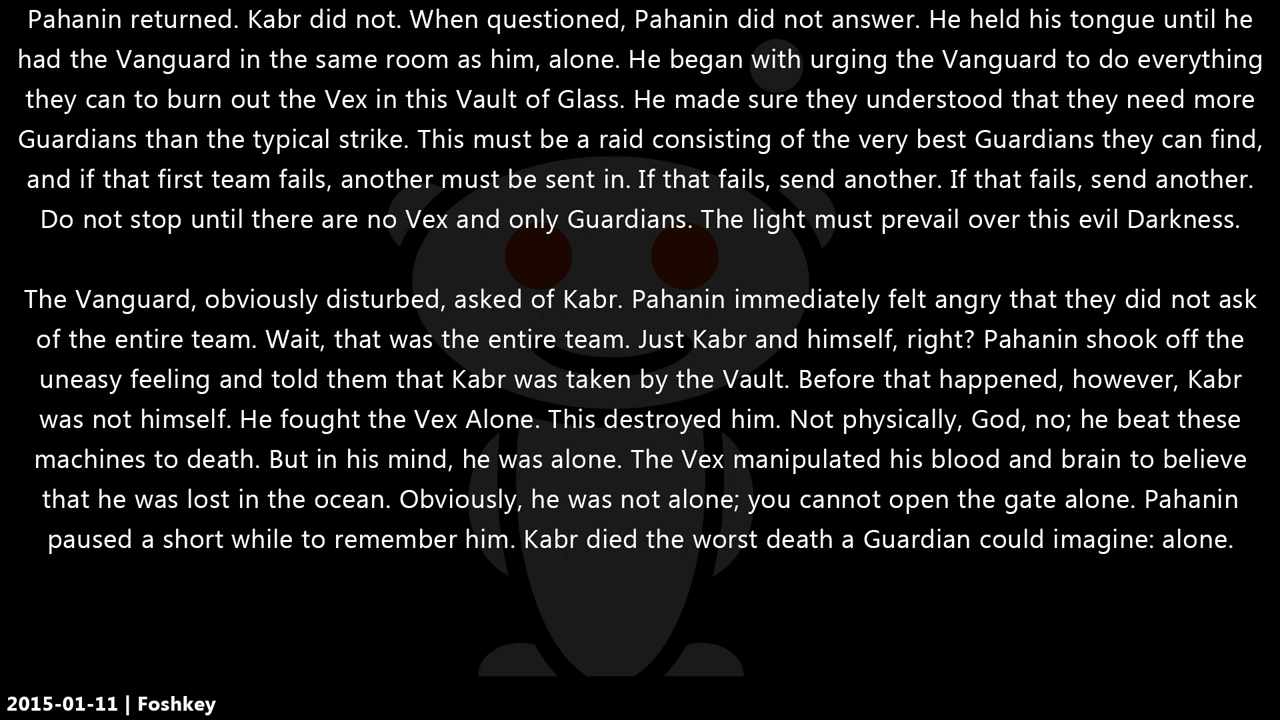 Pahanin returned. Kabr did not. When questioned, Pahanin did not answer. He held his tongue until he
had the Vanguard in the same room as him, alone. He began with urging the Vanguard to do everything
they can to burn out the Vex in this Vault of Glass. He made sure they understood that they need more
Guardians than the typical strike. This must be a raid consisting of the very best Guardians they can find,
and if that first team fails, another must be sent in. If that fails, send another. If that fails, send another.
Do not stop until there are no Vex and only Guardians. The light must prevail over this evil Darkness.
The Vanguard, obviously disturbed, asked of Kabr. Pahanin immediately felt angry that they did not ask
of the entire team. Wait, that was the entire team. Just Kabr and himself, right? Pahanin shook off the
uneasy feeling and told them that Kabr was taken by the Vault. Before that happened, however, Kabr
was not himself. He fought the Vex Alone. This destroyed him. Not physically, God, no; he beat these
machines to death. But in his mind, he was alone. The Vex manipulated his blood and brain to believe
that he was lost in the ocean. Obviously, he was not alone; you cannot open the gate alone. Pahanin
paused a short while to remember him. Kabr died the worst death a Guardian could imagine: alone.
2015-01-11 | Foshkey